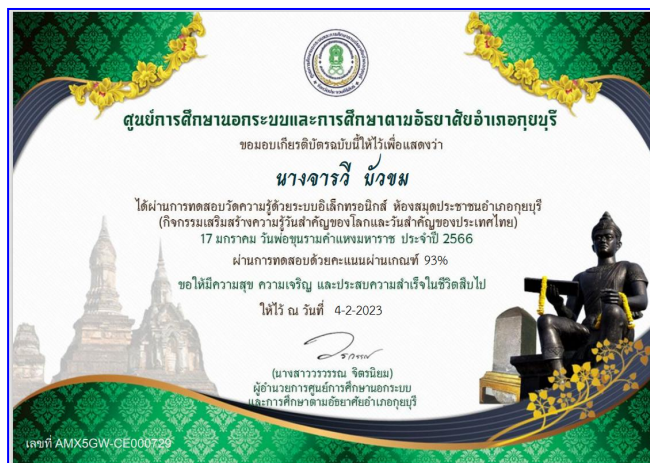 ศูนย์การศึกษานอกระบบและการศึกษาตามอัธยาศัยอำเภอกุยบุรี
ขอมอบเกียรติบัตรฉบับนี้ให้ไว้เพื่อแสดงว่า
นางจารวี บัวขม
ได้ผ่านการทดสอบวัดความรู้ด้วยระบบอิเล็กทรอนิกส์ ห้องสมุดประชาชนอำเภอกุยบุรี
(กิจกรรมเสริมสร้างความรู้วันสำคัญของโลกและวันสำคัญของประเทศไทย)
17 มกราคม วันพ่อขุนรามคำแหงมหาราช ประจำปี 2566
ผ่านการทดสอบด้วยคะแนนผ่านเกณฑ์ 93%
ขอให้มีความสุข ความเจริญ และประสบความสำเร็จในชีวิตสืบไป
ให้ไว้ ณ วันที่ 4-2-2023
(นางสาววรวรรณ จิตรนิยม)
ผู้อำนวยการศูนย์การศึกษานอกระบบ
และการศึกษาตามอัธยาศัยอำเภอกุยบุรี
เลขที่ AMX5GW-CE000729